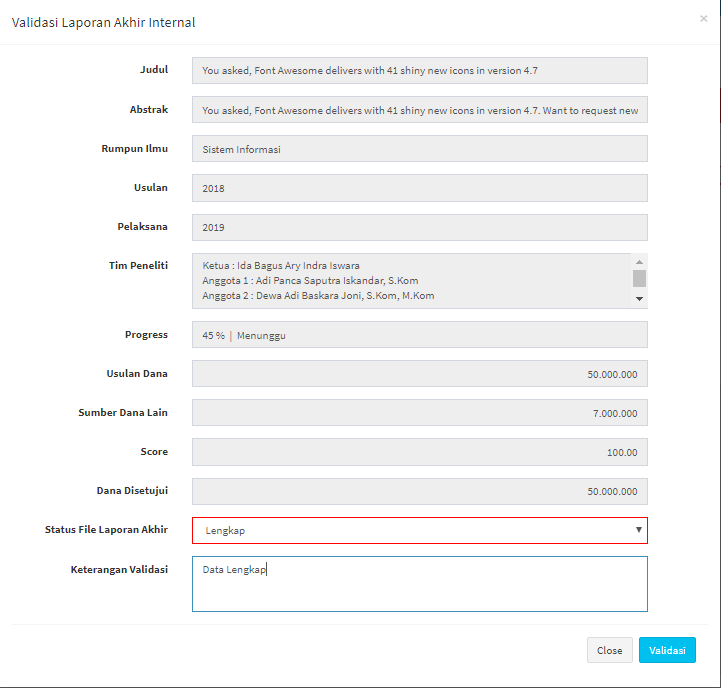 Validasi Laporan Akhir Internal
×
Judul
You asked, Font Awesome delivers with 41 shiny new icons in version 4.7
Abstrak
You asked, Font Awesome delivers with 41 shiny new icons in version 4.7. Want to request new
Rumpun Ilmu
Sistem Informasi
Usulan
2018
Pelaksana
2019
Tim Peneliti
Ketua : Ida Bagus Ary Indra Iswara
Anggota 1 : Adi Panca Saputra Iskandar, S.Kom
Anggota 2 : Dewa Adi Baskara Joni, S.Kom, M.Kom
Progress
45 % | Menunggu
Usulan Dana
50.000.000
Sumber Dana Lain
7.000.000
Score
100.00
Dana Disetujui
50.000.000
Status File Laporan Akhir
Lengkap
Keterangan Validasi
Data Lengkap
Close
Validasi